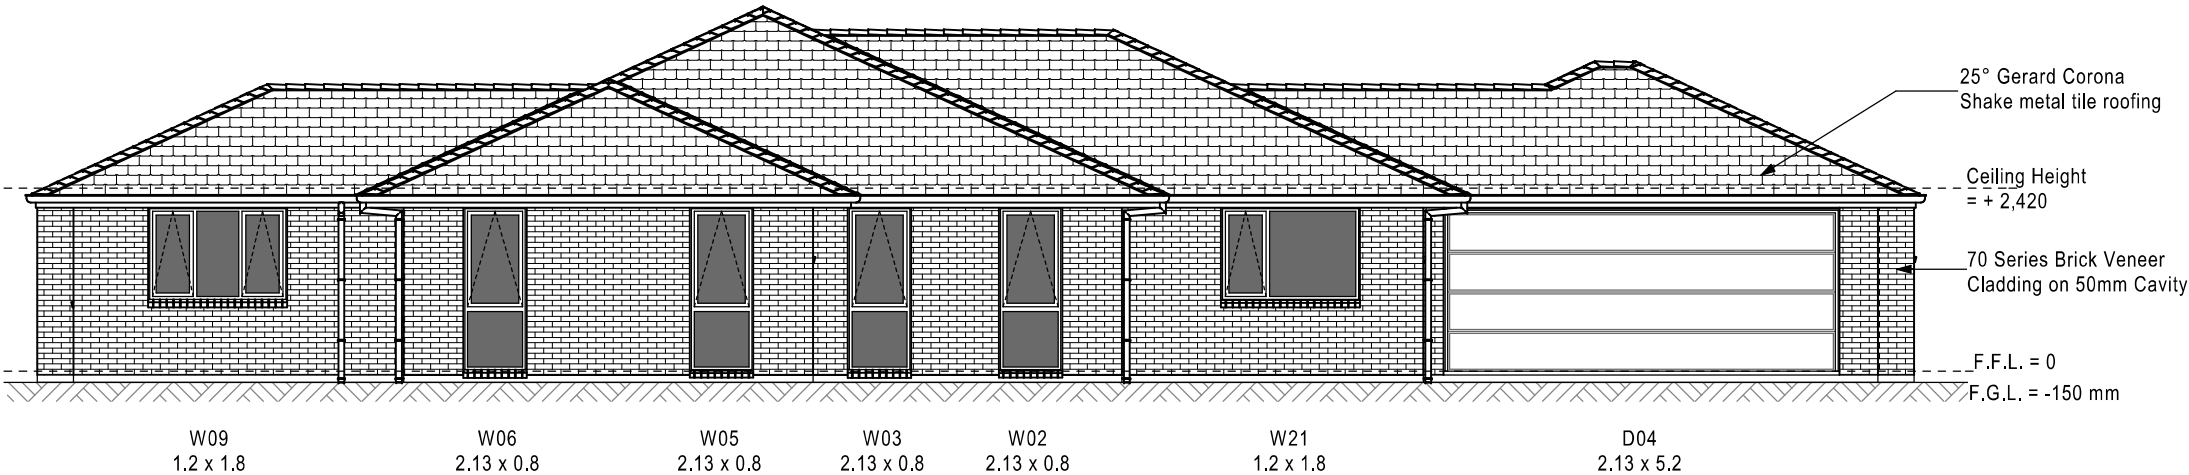 25° Gerard Corona
Shake metal tile roofing
Ceiling Height
= + 2,420
70 Series Brick Veneer
Cladding on 50mm Cavity
F.F.L. = 0
F.G.L. = -150 mm
W09
W06
W05
W03
W02
W21
D04
1.2 x 1.8
2.13 x 0.8
2.13 x 0.8
2.13 x 0.8
2.13 x 0.8
1.2 x 1.8
2.13 x 5.2